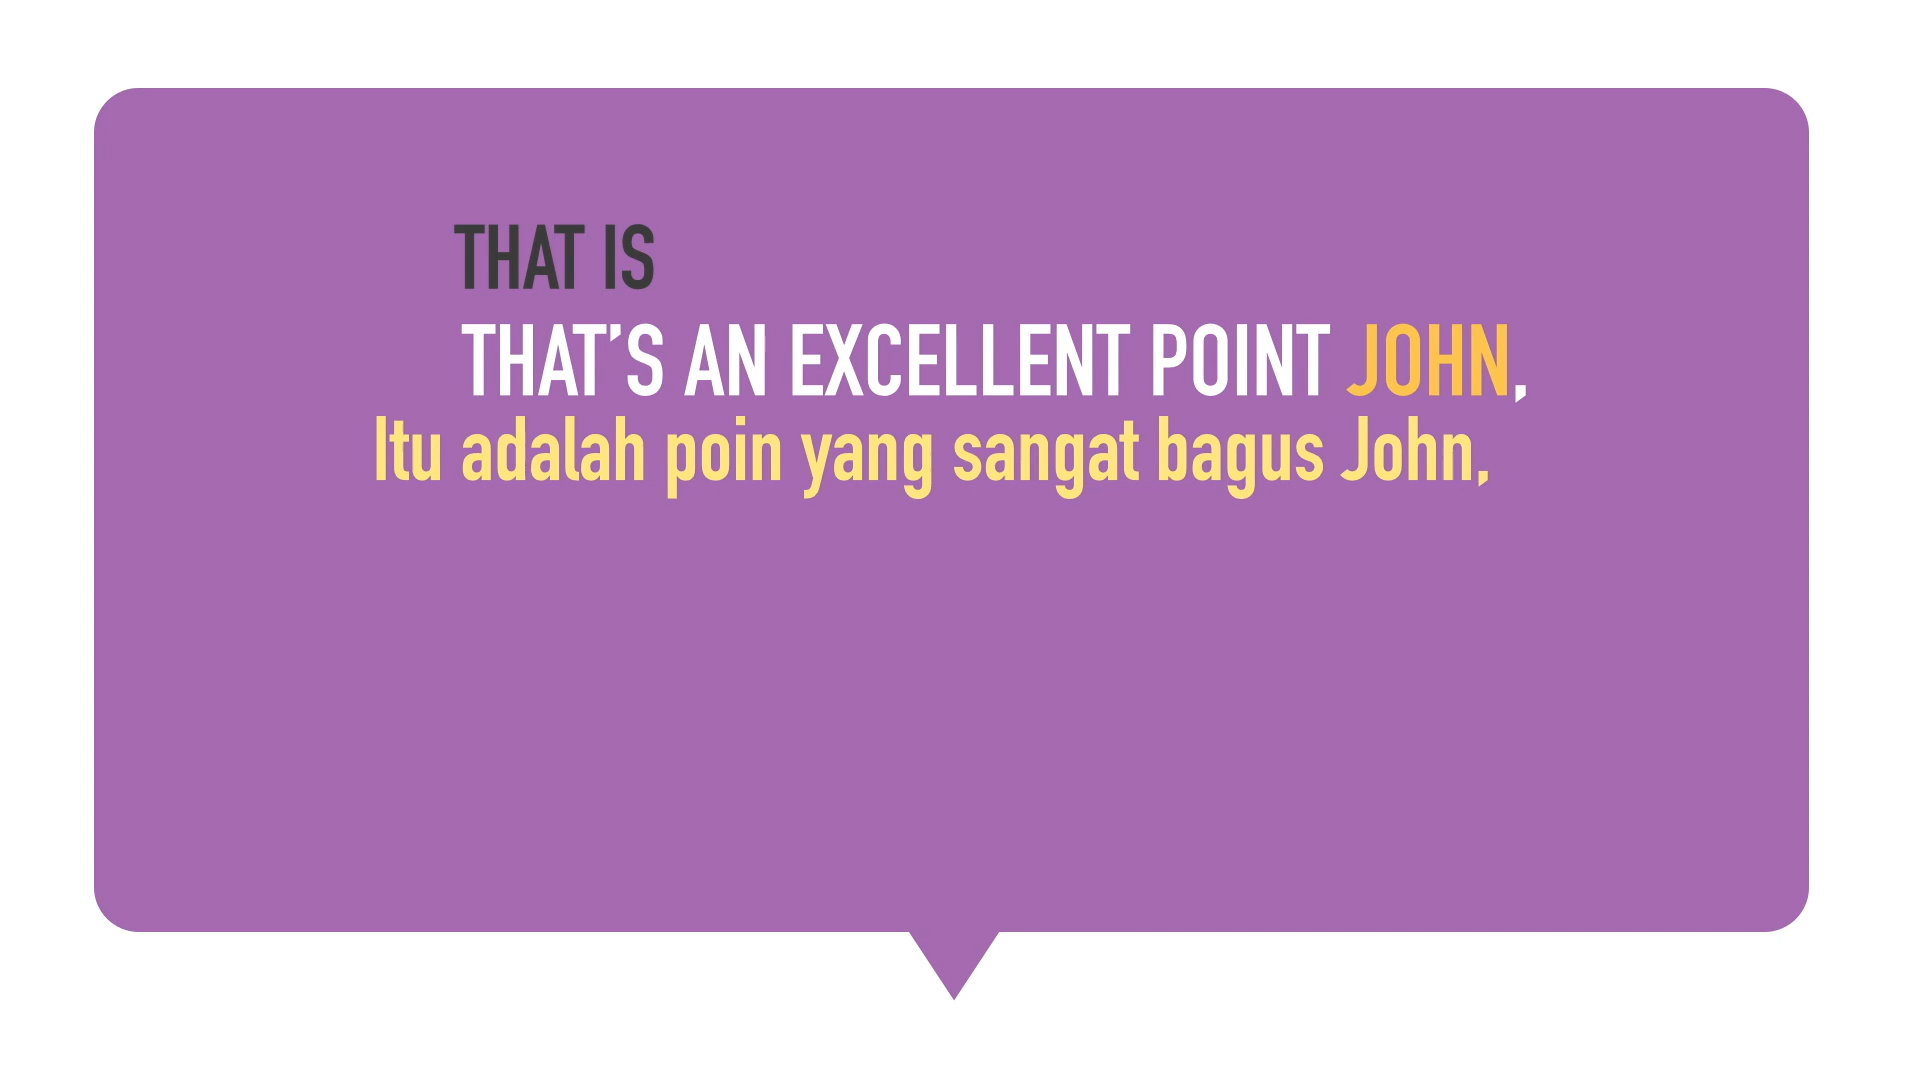 THAT IS
THAT’S AN EXCELLENT POINT JOHN,
Itu adalah poin yang sangat bagus John,